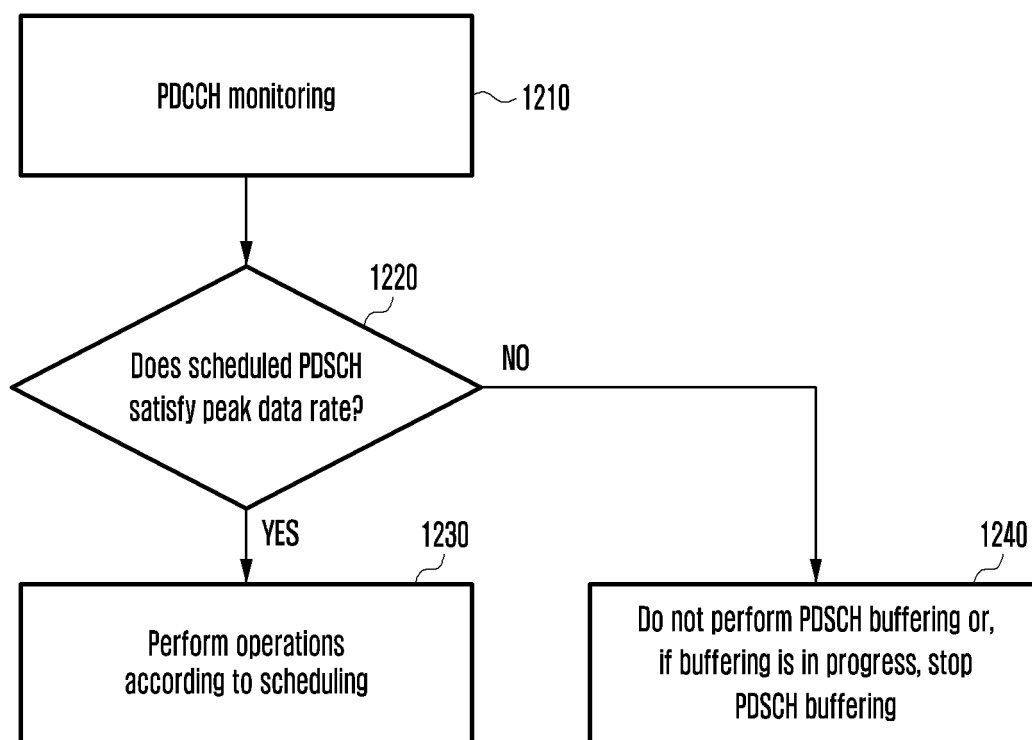 PDCCH monitoring
1210
1220
Does scheduled PDSCH
satisfy peak data rate?
NO
YES
1230
1240
Perform operations
according to scheduling
Do not perform PDSCH buffering or,
if buffering is in progress, stop
PDSCH buffering